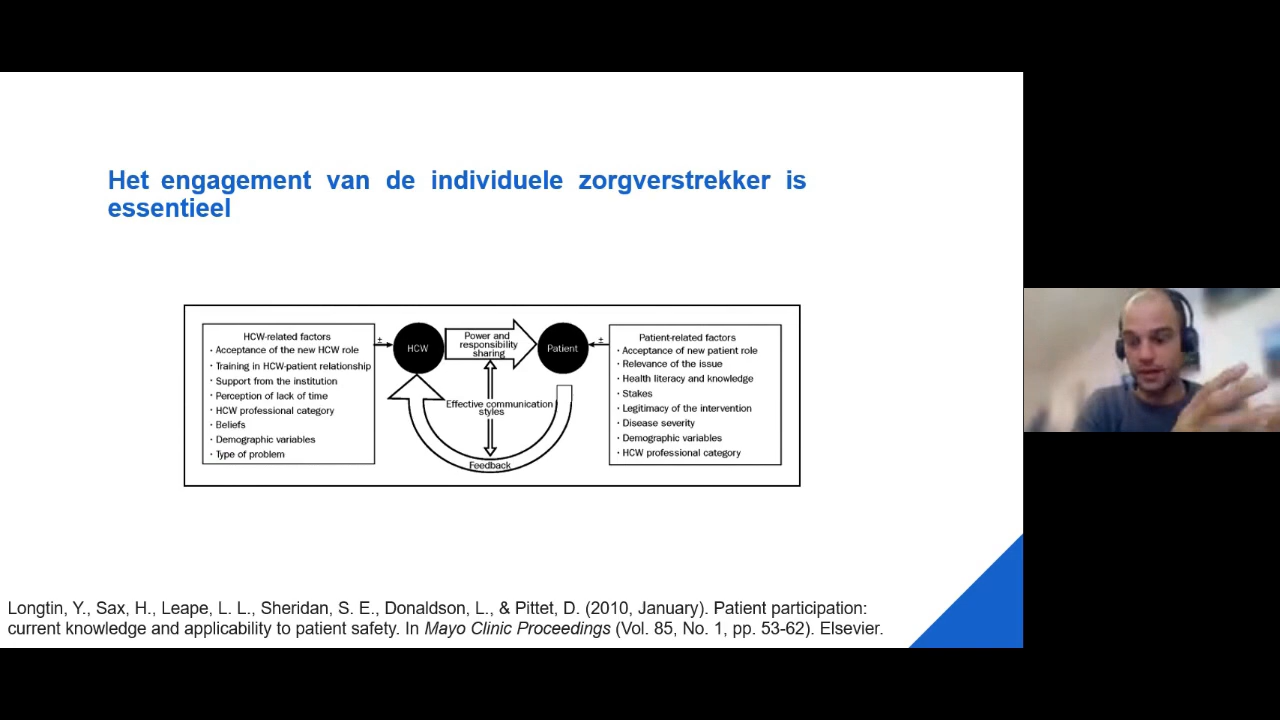 Het engagement van de individuele zorgverstrekker is
essentieel
HCW-related factors
· Acceptance of the new HCW role
· Training in HCW-patient relationship
· Support from the institution
· Perception of lack of time
· HCW professional category
· Beliefs
· Demographic variables
· Type of problem
±
HCW
Power and
responsibility
sharing
Patient
±
Effective communication
styles
Feedback
Patient-related factors
· Acceptance of new patient role
· Relevance of the issue
· Health literacy and knowledge
· Stakes
· Legitimacy of the intervention
· Disease severity
· Demographic variables
· HCW professional category
Longtin, Y., Sax, H., Leape, L. L., Sheridan, S. E., Donaldson, L., & Pittet, D. (2010, January). Patient participation:
current knowledge and applicability to patient safety. In Mayo Clinic Proceedings (Vol. 85, No. 1, pp. 53-62). Elsevier.